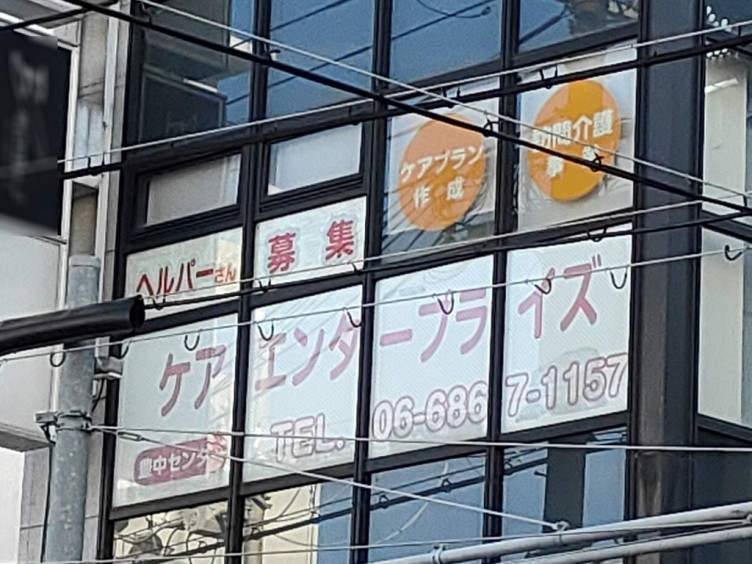 ケアプラン
作成
訪問介護
事業
ヘルパーさん 募集
ケア エンタープライズ
TEL. 06-6867-1157
豊中センター